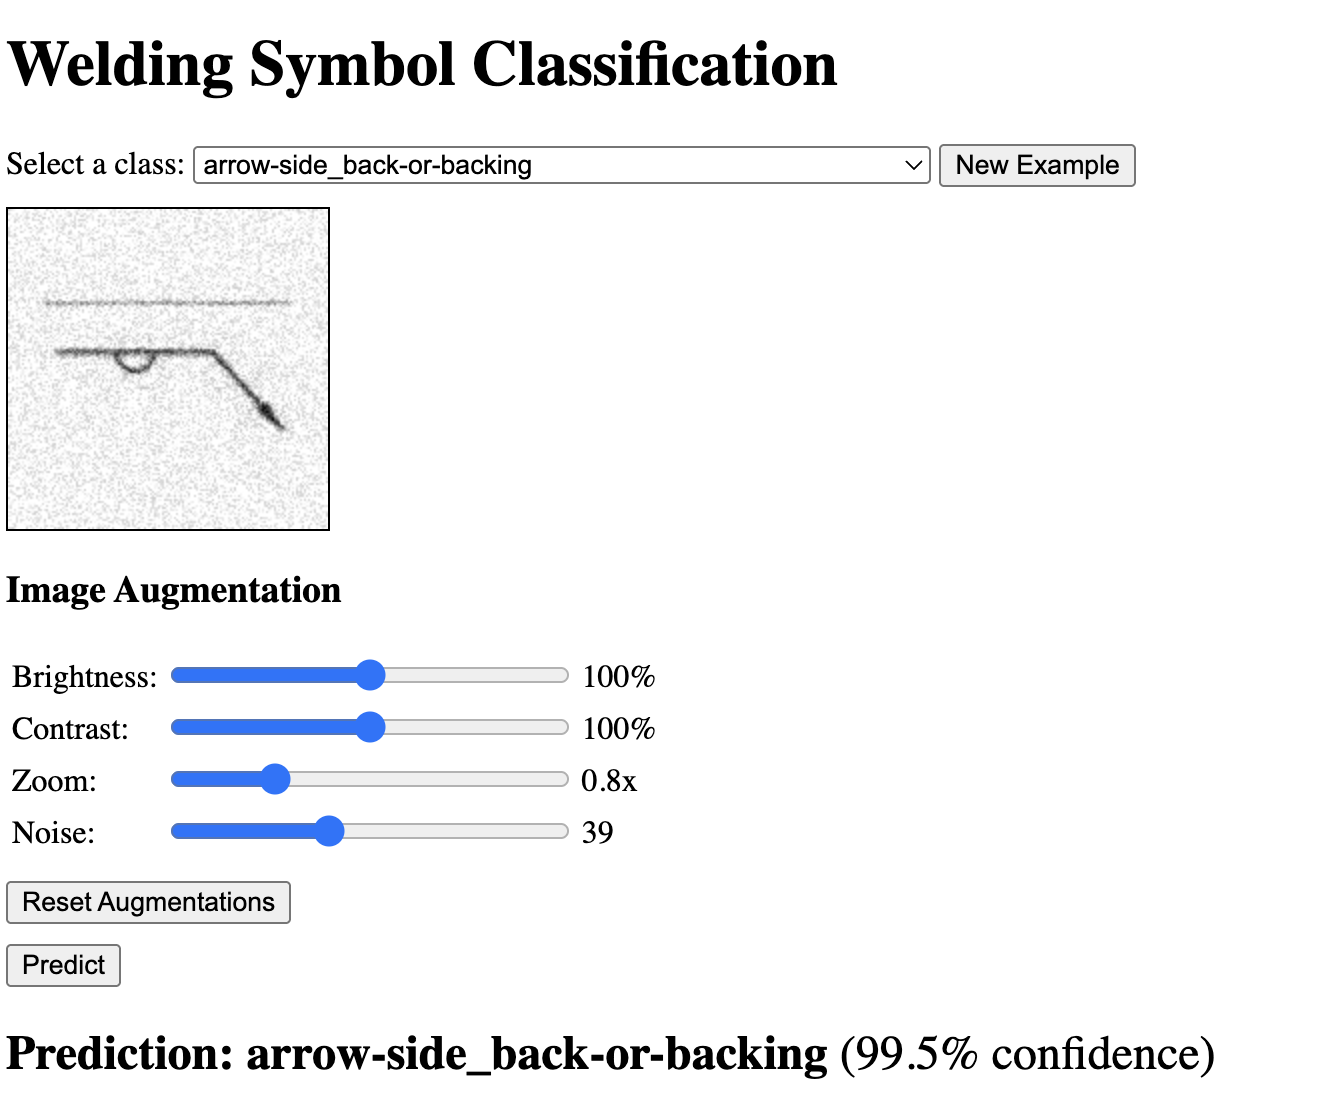 Welding Symbol Classification
Select a class: arrow-side_back-or-backing New Example
Image Augmentation
Brightness: 100%
Contrast: 100%
Zoom: 0.8x
Noise: 39
Reset Augmentations
Predict
Prediction: arrow-side_back-or-backing (99.5% confidence)